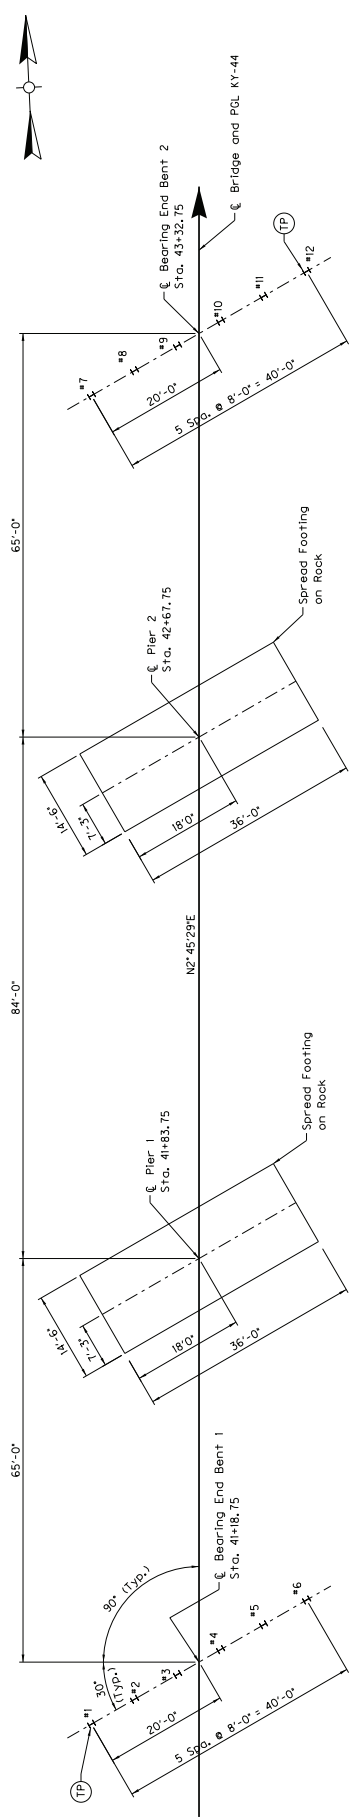 65'-0"
84'-0"
65'-0"
TP
#1
#2
#3
#4
#5
#6
30°
(Typ.)
90° (Typ.)
20'-0"
5 Spa. @ 8'-0" = 40'-0"
℄ Bearing End Bent 1
Sta. 41+18.75
14'-6"
7'-3"
18'0"
36'-0"
℄ Pier 1
Sta. 41+83.75
Spread Footing
on Rock
N2°45'29"E
14'-6"
7'-3"
18'0"
36'-0"
℄ Pier 2
Sta. 42+67.75
Spread Footing
on Rock
#7
#8
#9
#10
#11
#12
TP
20'-0"
5 Spa. @ 8'-0" = 40'-0"
℄ Bearing End Bent 2
Sta. 43+32.75
℄ Bridge and PGL KY-44